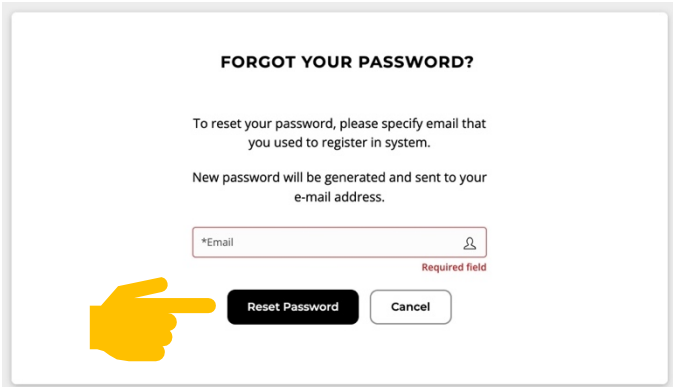 FORGOT YOUR PASSWORD?
To reset your password, please specify email that
you used to register in system.
New password will be generated and sent to your
e-mail address.
*Email
Required field
Reset Password
Cancel